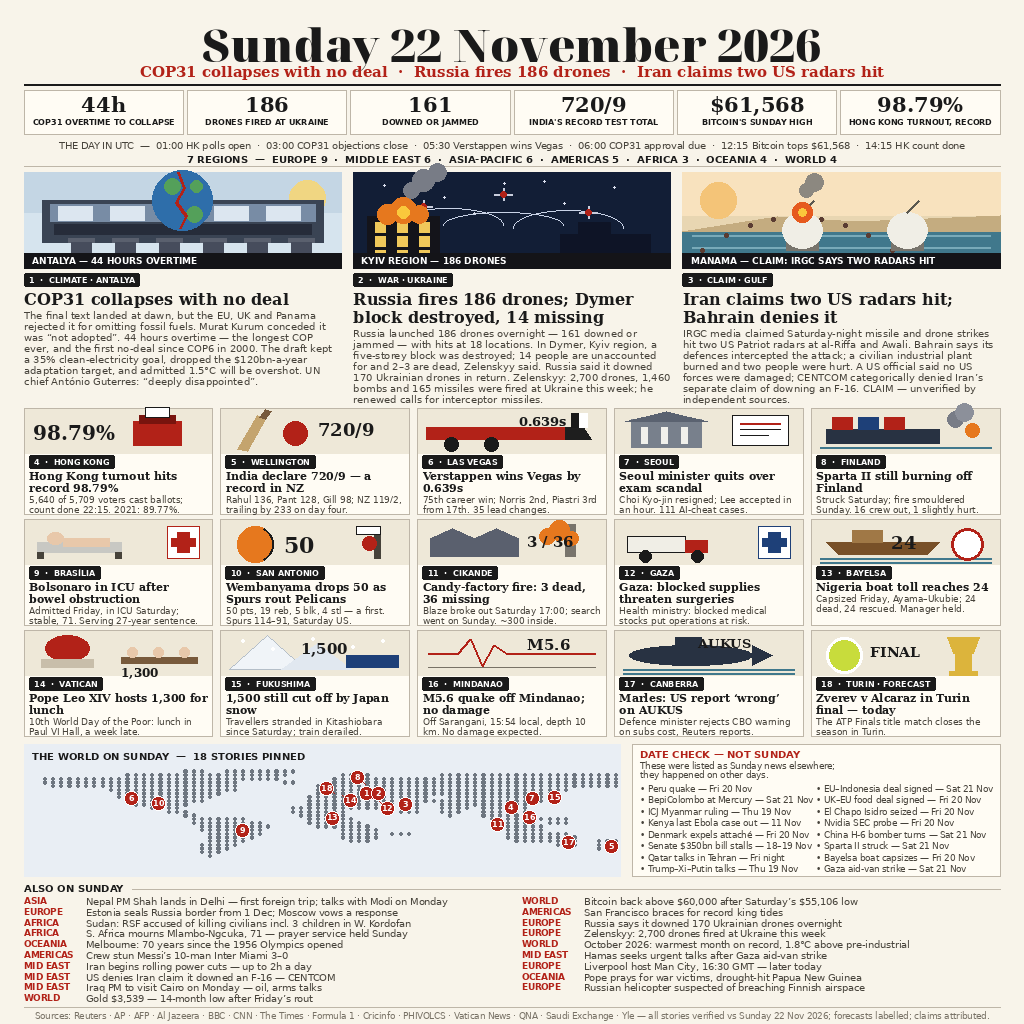 Sunday 22 November 2026
COP31 collapses with no deal · Russia fires 186 drones · Iran claims two US radars hit
44h
COP31 OVERTIME TO COLLAPSE
186
DRONES FIRED AT UKRAINE
161
DOWNED OR JAMMED
720/9
INDIA'S RECORD TEST TOTAL
$61,568
BITCOIN'S SUNDAY HIGH
98.79%
HONG KONG TURNOUT, RECORD
THE DAY IN UTC — 01:00 HK polls open · 03:00 COP31 objections close · 05:30 Verstappen wins Vegas · 06:00 COP31 approval due · 12:15 Bitcoin tops $61,568 · 14:15 HK count done
7 REGIONS — EUROPE 9 · MIDDLE EAST 6 · ASIA-PACIFIC 6 · AMERICAS 5 · AFRICA 3 · OCEANIA 4 · WORLD 4
ANTALYA — 44 HOURS OVERTIME
1 · CLIMATE · ANTALYA
COP31 collapses with no deal
The final text landed at dawn, but the EU, UK and Panama
rejected it for omitting fossil fuels. Murat Kurum conceded it
was “not adopted”. 44 hours overtime — the longest COP
ever, and the first no-deal since COP6 in 2000. The draft kept
a 35% clean-electricity goal, dropped the $120bn-a-year
adaptation target, and admitted 1.5°C will be overshot. UN
chief António Guterres: “deeply disappointed”.
KYIV REGION — 186 DRONES
2 · WAR · UKRAINE
Russia fires 186 drones; Dymer
block destroyed, 14 missing
Russia launched 186 drones overnight — 161 downed or
jammed — with hits at 18 locations. In Dymer, Kyiv region, a
five-storey block was destroyed; 14 people are unaccounted
for and 2–3 are dead, Zelenskyy said. Russia said it downed
170 Ukrainian drones in return. Zelenskyy: 2,700 drones, 1,460
bombs and 165 missiles were fired at Ukraine this week; he
renewed calls for interceptor missiles.
MANAMA — CLAIM: IRGC SAYS TWO RADARS HIT
3 · CLAIM · GULF
Iran claims two US radars hit;
Bahrain denies it
IRGC media claimed Saturday-night missile and drone strikes
hit two US Patriot radars at al-Riffa and Awali. Bahrain says its
defences intercepted the attack; a civilian industrial plant
burned and two people were hurt. A US official said no US
forces were damaged; CENTCOM categorically denied Iran’s
separate claim of downing an F-16. CLAIM — unverified by
independent sources.
98.79%
4 · HONG KONG
Hong Kong turnout hits
record 98.79%
5,640 of 5,709 voters cast ballots;
count done 22:15. 2021: 89.77%.
720/9
5 · WELLINGTON
India declare 720/9 — a
record in NZ
Rahul 136, Pant 128, Gill 98; NZ 119/2,
trailing by 233 on day four.
0.639s
6 · LAS VEGAS
Verstappen wins Vegas by
0.639s
75th career win; Norris 2nd, Piastri 3rd
from 17th. 35 lead changes.
7 · SEOUL
Seoul minister quits over
exam scandal
Choi Kyo-jin resigned; Lee accepted in
an hour. 111 AI-cheat cases.
8 · FINLAND
Sparta II still burning off
Finland
Struck Saturday; fire smouldered
Sunday. 16 crew out, 1 slightly hurt.
9 · BRASÍLIA
Bolsonaro in ICU after
bowel obstruction
Admitted Friday, in ICU Saturday;
stable, 71. Serving 27-year sentence.
50
10 · SAN ANTONIO
Wembanyama drops 50 as
Spurs rout Pelicans
50 pts, 19 reb, 5 blk, 4 stl — a first.
Spurs 114–91, Saturday US.
3 / 36
11 · CIKANDE
Candy-factory fire: 3 dead,
36 missing
Blaze broke out Saturday 17:00; search
went on Sunday. ~300 inside.
12 · GAZA
Gaza: blocked supplies
threaten surgeries
Health ministry: blocked medical
stocks put operations at risk.
24
13 · BAYELSA
Nigeria boat toll reaches 24
Capsized Friday, Ayama–Ukubie; 24
dead, 24 rescued. Manager held.
1,300
14 · VATICAN
Pope Leo XIV hosts 1,300 for
lunch
10th World Day of the Poor: lunch in
Paul VI Hall, a week late.
1,500
15 · FUKUSHIMA
1,500 still cut off by Japan
snow
Travellers stranded in Kitashiobara
since Saturday; train derailed.
M5.6
16 · MINDANAO
M5.6 quake off Mindanao;
no damage
Off Sarangani, 15:54 local, depth 10
km. No damage expected.
AUKUS
17 · CANBERRA
Marles: US report ‘wrong’
on AUKUS
Defence minister rejects CBO warning
on subs cost, Reuters reports.
FINAL
18 · TURIN · FORECAST
Zverev v Alcaraz in Turin
final — today
The ATP Finals title match closes the
season in Turin.
THE WORLD ON SUNDAY — 18 STORIES PINNED
8
18
1
2
6
14
7
15
10
3
12
4
13
16
11
9
17
5
DATE CHECK — NOT SUNDAY
These were listed as Sunday news elsewhere;
they happened on other days.
• Peru quake — Fri 20 Nov
• BepiColombo at Mercury — Sat 21 Nov
• ICJ Myanmar ruling — Thu 19 Nov
• Kenya last Ebola case out — 11 Nov
• Denmark expels attaché — Fri 20 Nov
• Senate $350bn bill stalls — 18–19 Nov
• Qatar talks in Tehran — Fri night
• Trump–Xi–Putin talks — Thu 19 Nov
• EU–Indonesia deal signed — Sat 21 Nov
• UK–EU food deal signed — Fri 20 Nov
• El Chapo Isidro seized — Fri 20 Nov
• Nvidia SEC probe — Fri 20 Nov
• China H-6 bomber turns — Sat 21 Nov
• Sparta II struck — Sat 21 Nov
• Bayelsa boat capsizes — Fri 20 Nov
• Gaza aid-van strike — Sat 21 Nov
ALSO ON SUNDAY
ASIA Nepal PM Shah lands in Delhi — first foreign trip; talks with Modi on Monday
EUROPE Estonia seals Russia border from 1 Dec; Moscow vows a response
AFRICA Sudan: RSF accused of killing civilians incl. 3 children in W. Kordofan
AFRICA S. Africa mourns Mlambo-Ngcuka, 71 — prayer service held Sunday
OCEANIA Melbourne: 70 years since the 1956 Olympics opened
AMERICAS Crew stun Messi’s 10-man Inter Miami 3–0
MID EAST Iran begins rolling power cuts — up to 2h a day
MID EAST US denies Iran claim it downed an F-16 — CENTCOM
MID EAST Iraq PM to visit Cairo on Monday — oil, arms talks
WORLD Gold $3,539 — 14-month low after Friday’s rout
WORLD Bitcoin back above $60,000 after Saturday’s $55,106 low
AMERICAS San Francisco braces for record king tides
EUROPE Russia says it downed 170 Ukrainian drones overnight
EUROPE Zelenskyy: 2,700 drones fired at Ukraine this week
WORLD October 2026: warmest month on record, 1.8°C above pre-industrial
MID EAST Hamas seeks urgent talks after Gaza aid-van strike
EUROPE Liverpool host Man City, 16:30 GMT — later today
OCEANIA Pope prays for war victims, drought-hit Papua New Guinea
EUROPE Russian helicopter suspected of breaching Finnish airspace
Sources: Reuters · AP · AFP · Al Jazeera · BBC · CNN · The Times · Formula 1 · Cricinfo · PHIVOLCS · Vatican News · QNA · Saudi Exchange · Yle — all stories verified vs Sunday 22 Nov 2026; forecasts labelled; claims attributed.